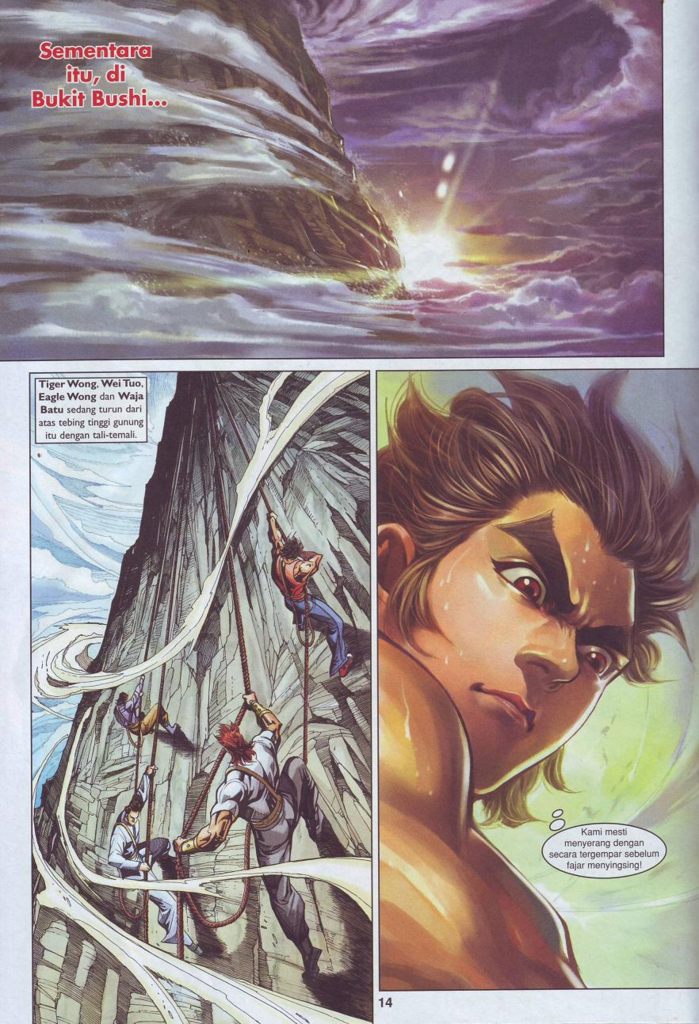 Sementara
itu, di
Bukit Bushi...
Tiger Wong, Wei Tuo,
Eagle Wong dan Waja
Batu sedang turun dari
atas tebing tinggi gunung
itu dengan tali-temali.
Kami mesti
menyerang dengan
secara tergempar sebelum
fajar menyingsing!
14